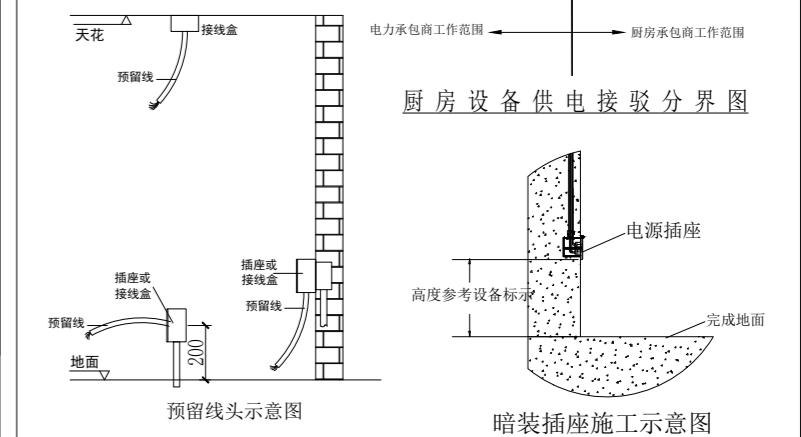 天花
接线盒
预留线
插座或
接线盒
预留线
插座或
接线盒
预留线
200
地面
预留线头示意图
电力承包商工作范围
厨房承包商工作范围
厨房设备供电接驳分界图
电源插座
高度参考设备标示
完成地面
暗装插座施工示意图